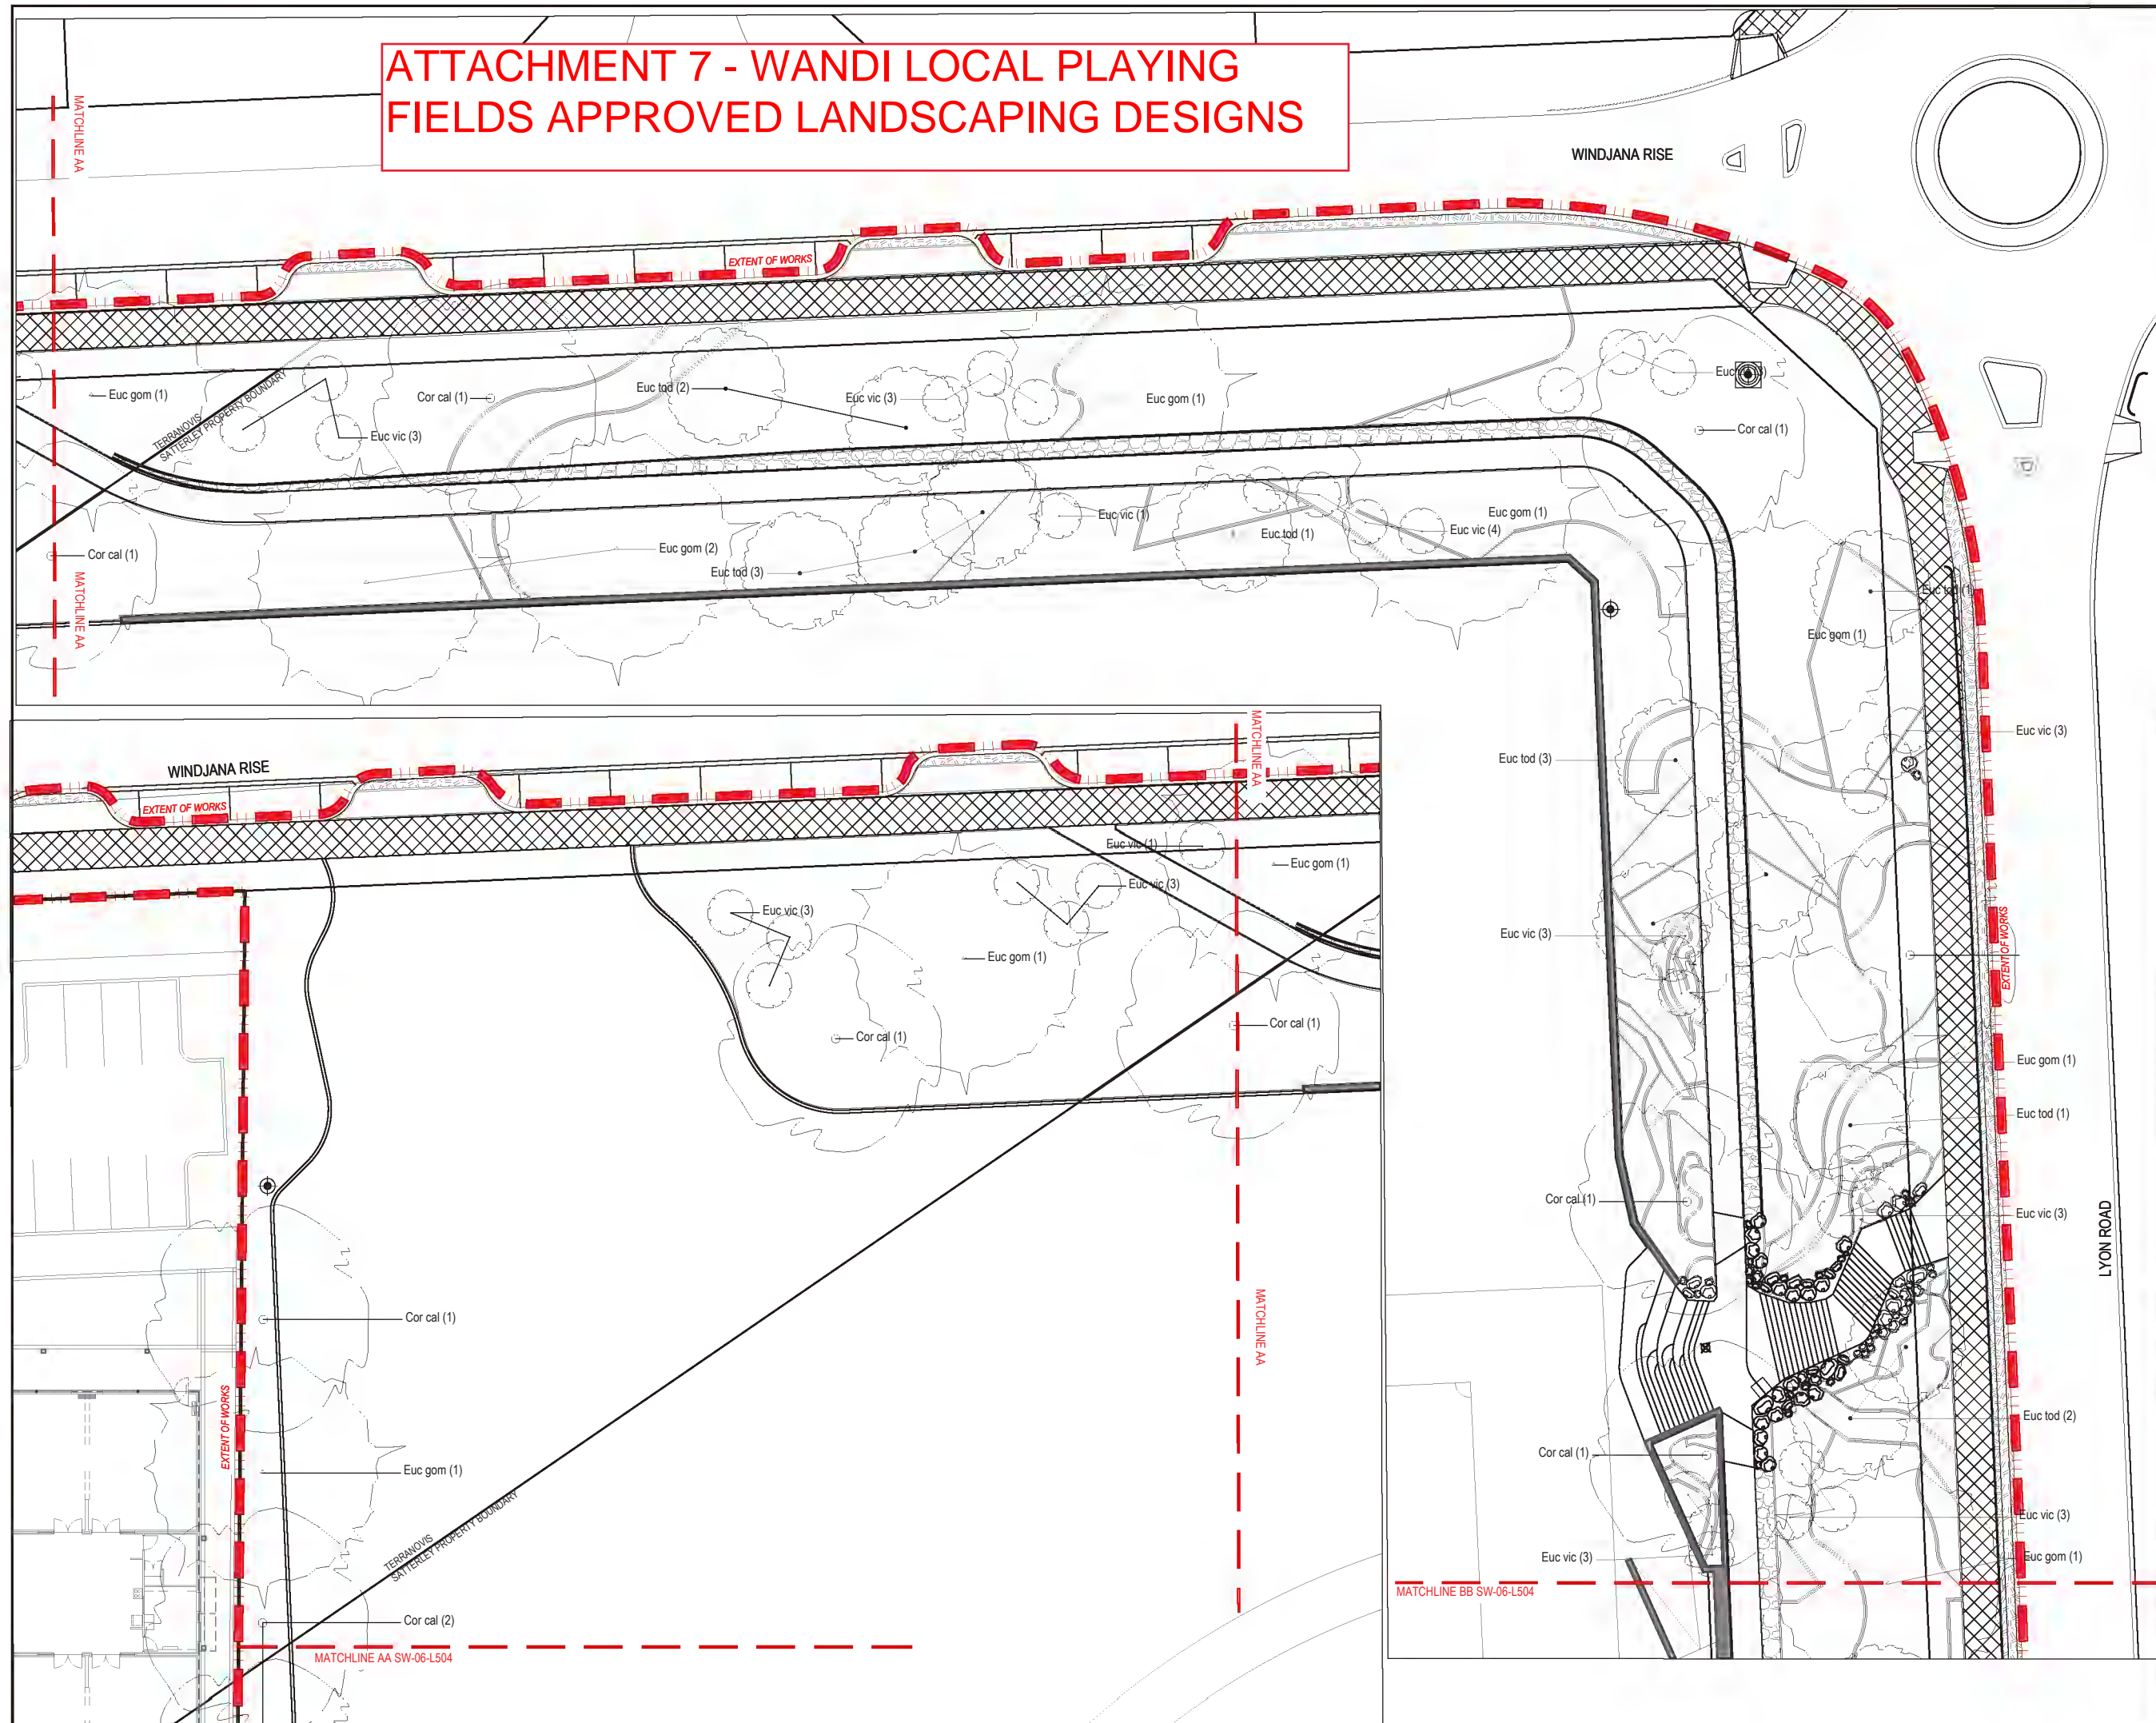 ATTACHMENT 7 - WANDI LOCAL PLAYING
FIELDS APPROVED LANDSCAPING DESIGNS
WINDJANA RISE
MATCHLINE AA
EXTENT OF WORKS
Euc gom (1)
TERRANOVIS
SATTERLEY PROPERTY BOUNDARY
Euc vic (3)
Cor cal (1)
Euc tod (2)
Euc vic (3)
Euc gom (1)
Cor cal (1)
Cor cal (1)
MATCHLINE AA
Euc gom (2)
Euc tod (3)
Euc vic (1)
Euc tod (1)
Euc vic (4)
Euc gom (1)
Euc gom (1)
Euc vic (3)
Euc tod (3)
Euc vic (3)
EXTENT OF WORKS
Euc gom (1)
Euc tod (1)
Cor cal (1)
Euc vic (3)
LYON ROAD
Euc tod (2)
Cor cal (1)
Euc vic (3)
Euc vic (3)
Euc gom (1)
MATCHLINE BB SW-06-L504
WINDJANA RISE
EXTENT OF WORKS
MATCHLINE AA
Euc vic (1)
Euc gom (1)
Euc vic (3)
Euc vic (3)
Euc gom (1)
Cor cal (1)
Cor cal (1)
MATCHLINE AA
Cor cal (1)
EXTENT OF WORKS
Euc gom (1)
TERRANOVIS
SATTERLEY PROPERTY BOUNDARY
Cor cal (2)
MATCHLINE AA SW-06-L504